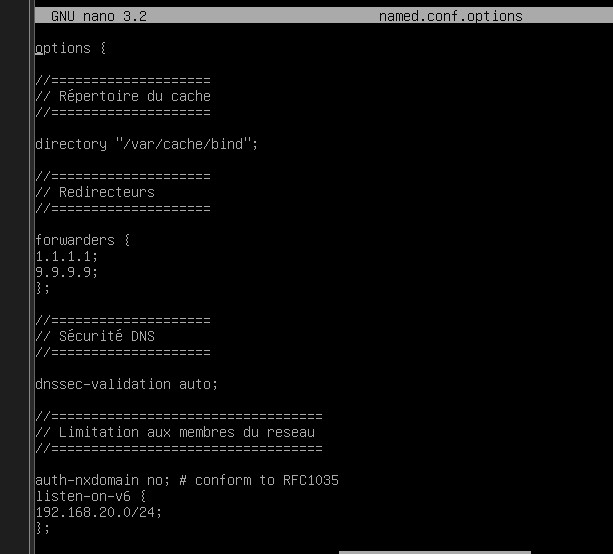 GNU nano 3.2 named.conf.options
options {
//====================
// Répertoire du cache
//====================
directory "/var/cache/bind";
//====================
// Redirecteurs
//====================
forwarders {
1.1.1.1;
9.9.9.9;
};
//====================
// Sécurité DNS
//====================
dnssec-validation auto;
//==================================
// Limitation aux membres du reseau
//==================================
auth-nxdomain no; # conform to RFC1035
listen-on-v6 {
192.168.20.0/24;
};